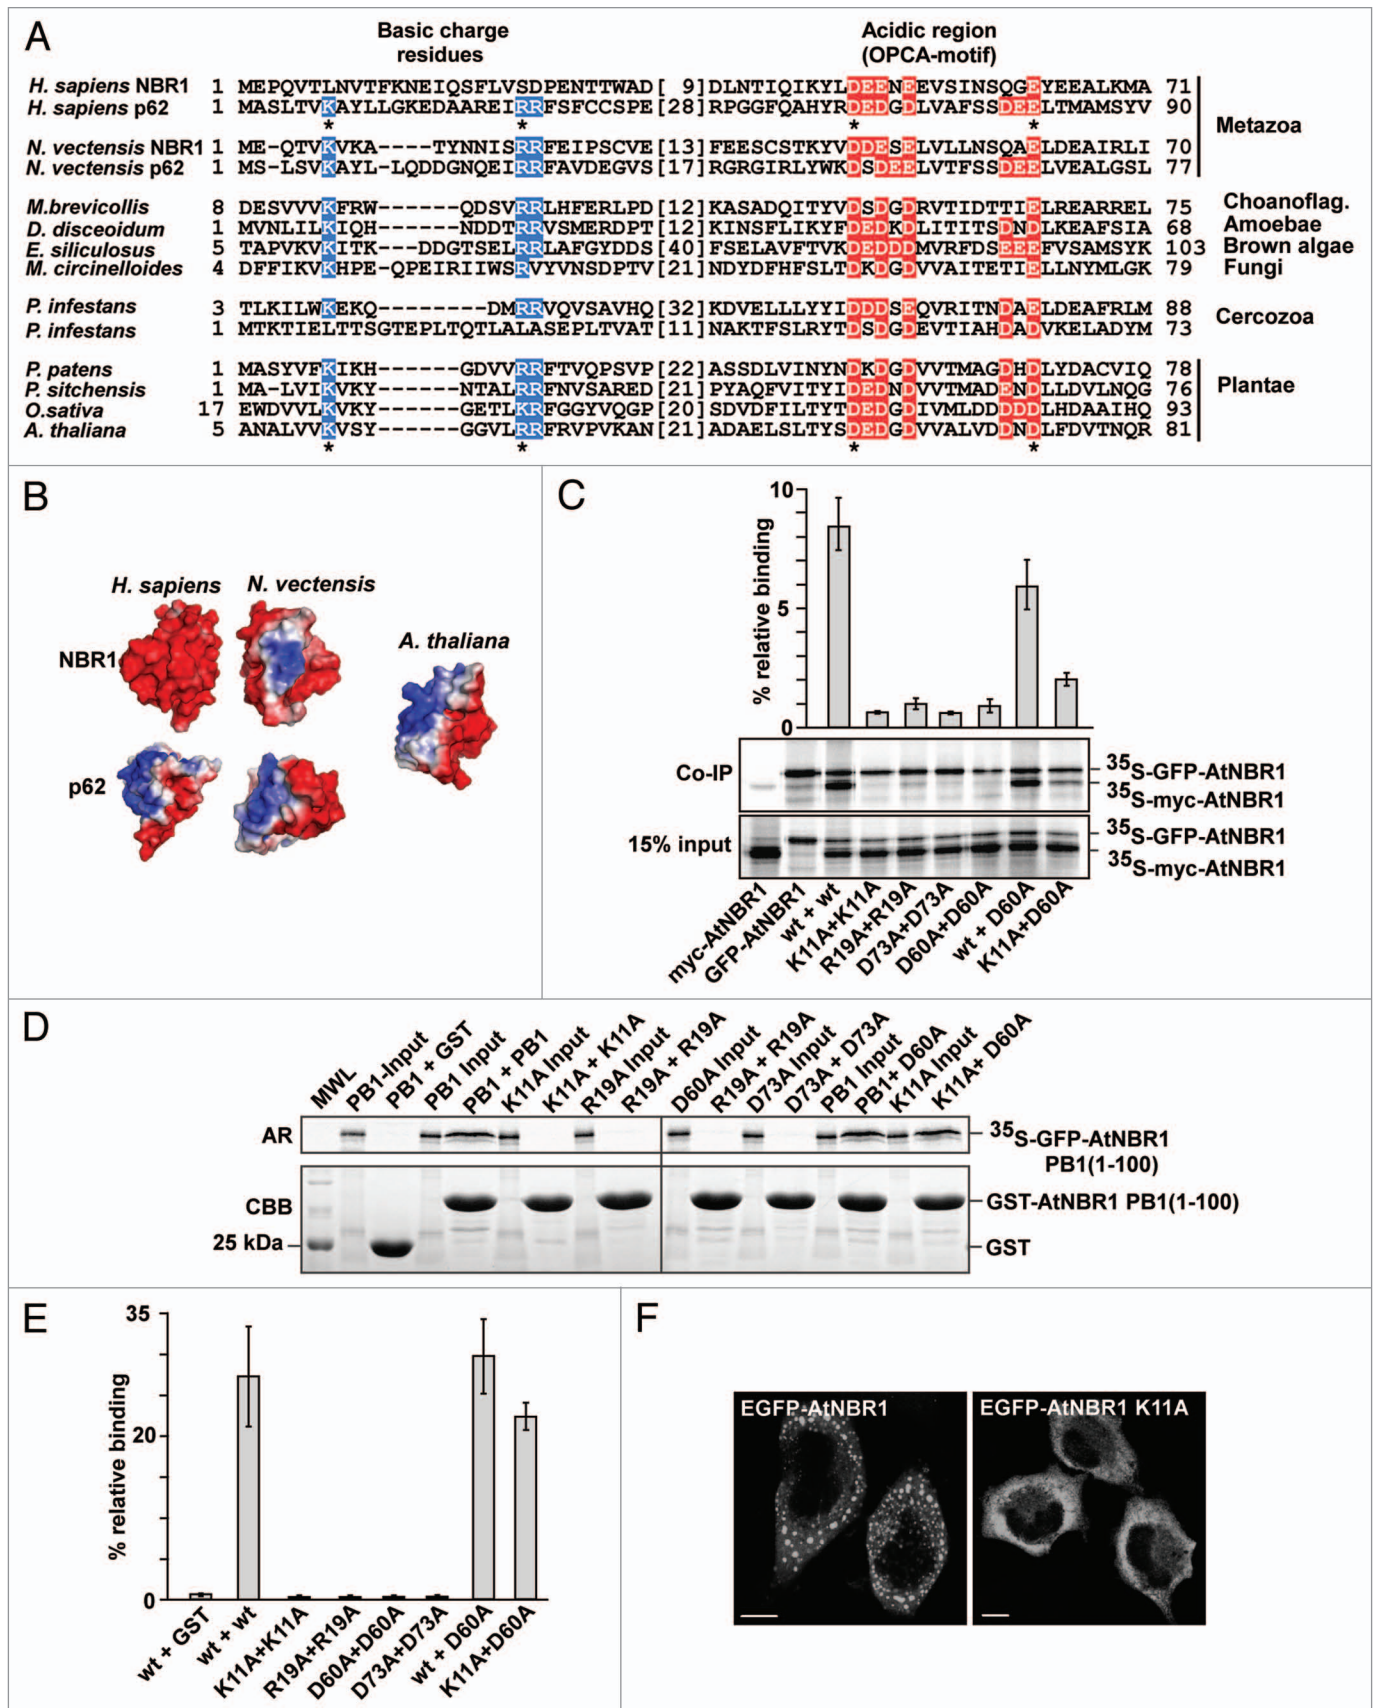 A
Basic charge residues
Acidic region (OPCA-motif)
H. sapiens NBR1 1 MEPQVTLNVTFKNEIQSFLVSDPENTTWAD[ 9]DLNTIQIKYLDEENEEVSINSQGEYEEALKMA 71
H. sapiens p62 1 MASLTVKAYLLGKEDAAREIRRFSFCCSPE[28]RPGGFQAHYRDEDGDLVAFSSDEELTMAMSYV 90
* * * *
Metazoa
N. vectensis NBR1 1 ME-QTVKVKA----TYNNISRRFEIPSCVE[13]FEESCSTKYVDDESELVLLNSQAELDEAIRLI 70
N. vectensis p62 1 MS-LSVKAYL-LQDDGNQEIRRFAVDEGVS[17]RGRGIRLYWKDSDEELVTFSSDEELVEALGSL 77
M.brevicollis 8 DESVVVKFRW------QDSVRRLHFERLPD[12]KASADQITYVDSDGDRVTIDTTIELREARREL 75 Choanoflag.
D. disceoidum 1 MVNLILKIQH------NDDTRRVSMERDPT[12]KINSFLIKYFDEDKDLITITSDNDLKEAFSIA 68 Amoebae
E. siliculosus 5 TAPVKVKITK---DDGTSELRRLAFGYDDS[40]FSELAVFTVKDEDDDMVRFDSEEEFVSAMSYK 103 Brown algae
M. circinelloides 4 DFFIKVKHPE-QPEIRIIWSRVYVNSDPTV[21]NDYDFHFSLTDKDGDVVAITETIELLNYMLGK 79 Fungi
P. infestans 3 TLKILWKEKQ--------DMRRVQVSAVHQ[32]KDVELLLYYIDDDSEQVRITNDAELDEAFRLM 88
Cercozoa
P. infestans 1 MTKTIELTTSGTEPLTQTLALASEPLTVAT[11]NAKTFSLRYTDSDGDEVTIAHDADVKELADYM 73
P. patens 1 MASYVFKIKH------GDVVRRFTVQPSVP[22]ASSDLVINYNDKDGDVVTMAGDHDLYDACVIQ 78
P. sitchensis 1 MA-LVIKVKY------NTALRRFNVSARED[21]PYAQFVITYIDEDNDVVTMADENDLLDVLNQG 76 Plantae
O.sativa 17 EWDVVLKVKY------GETLKRFGGYVQGP[20]SDVDFILTYTDEDGDIVMLDDDDDLHDAAIHQ 93
A. thaliana 5 ANALVVKVSY------GGVLRRFRVPVKAN[21]ADAELSLTYSDEDGDVVALVDDNDLFDVTNQR 81
* * * *
B
H. sapiens N. vectensis
A. thaliana
NBR1
p62
C
10
5
0
% relative binding
Co-IP
35S-GFP-AtNBR1
35S-myc-AtNBR1
15% input
35S-GFP-AtNBR1
35S-myc-AtNBR1
myc-AtNBR1
GFP-AtNBR1
wt + wt
K11A+K11A
R19A+R19A
D73A+D73A
D60A+D60A
wt + D60A
K11A+D60A
D
MWL
PB1-Input
PB1 + GST
PB1 Input
PB1 + PB1
K11A Input
K11A + K11A
R19A Input
R19A + R19A
D60A Input
R19A + R19A
D73A Input
D73A + D73A
PB1 Input
PB1+ D60A
K11A Input
K11A+ D60A
AR
35S-GFP-AtNBR1
PB1(1-100)
CBB
GST-AtNBR1 PB1(1-100)
25 kDa
GST
E
35
20
0
% relative binding
wt + GST
wt + wt
K11A+K11A
R19A+R19A
D60A+D60A
D73A+D73A
wt + D60A
K11A+D60A
F
EGFP-AtNBR1
EGFP-AtNBR1 K11A